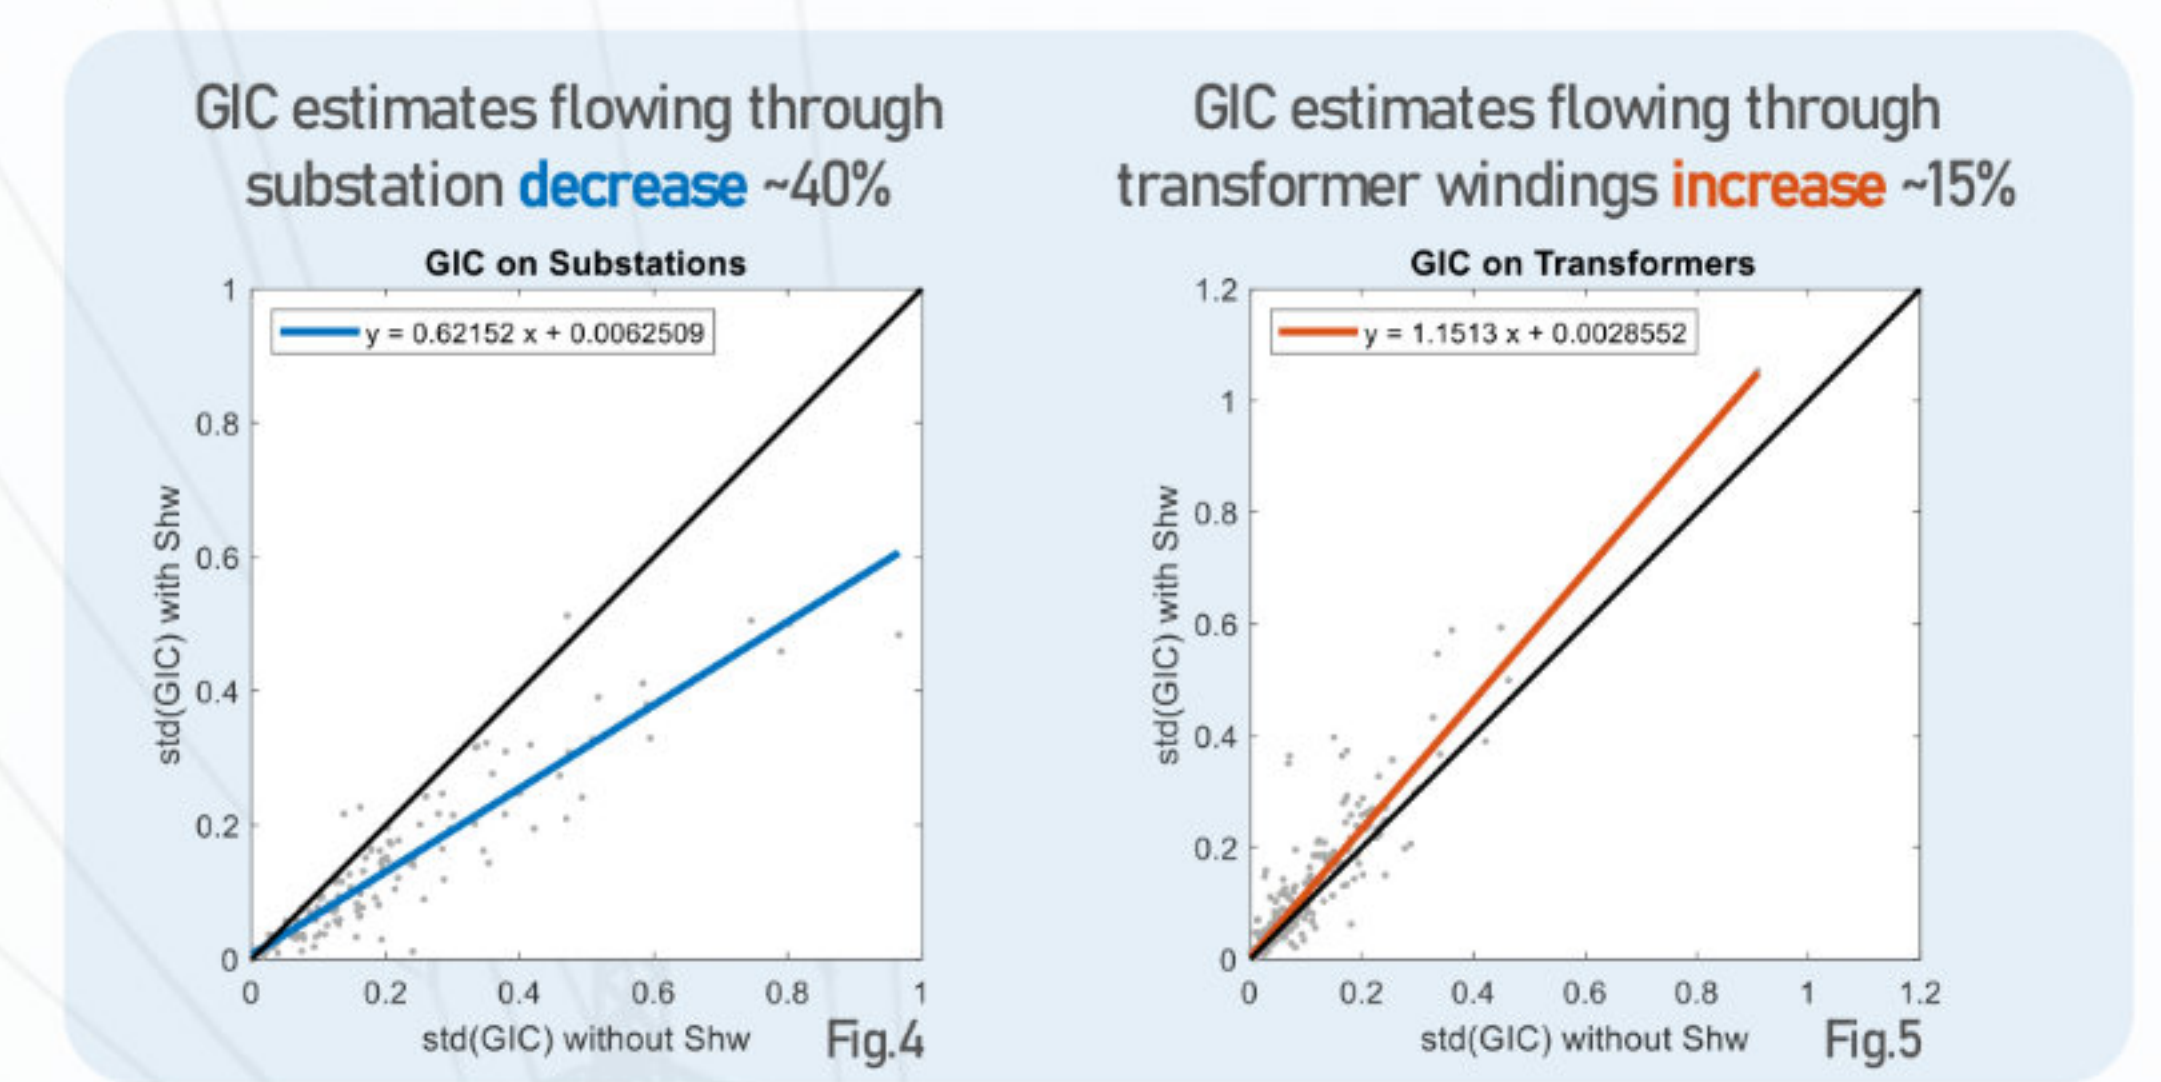 GIC estimates flowing through
substation decrease ~40%
GIC on Substations
y = 0.62152 x + 0.0062509
1
0.8
0.6
0.4
0.2
0
std(GIC) with Shw
0 0.2 0.4 0.6 0.8 1
std(GIC) without Shw
Fig.4
GIC estimates flowing through
transformer windings increase ~15%
GIC on Transformers
y = 1.1513 x + 0.0028552
1.2
1
0.8
0.6
0.4
0.2
0
std(GIC) with Shw
0 0.2 0.4 0.6 0.8 1 1.2
std(GIC) without Shw
Fig.5